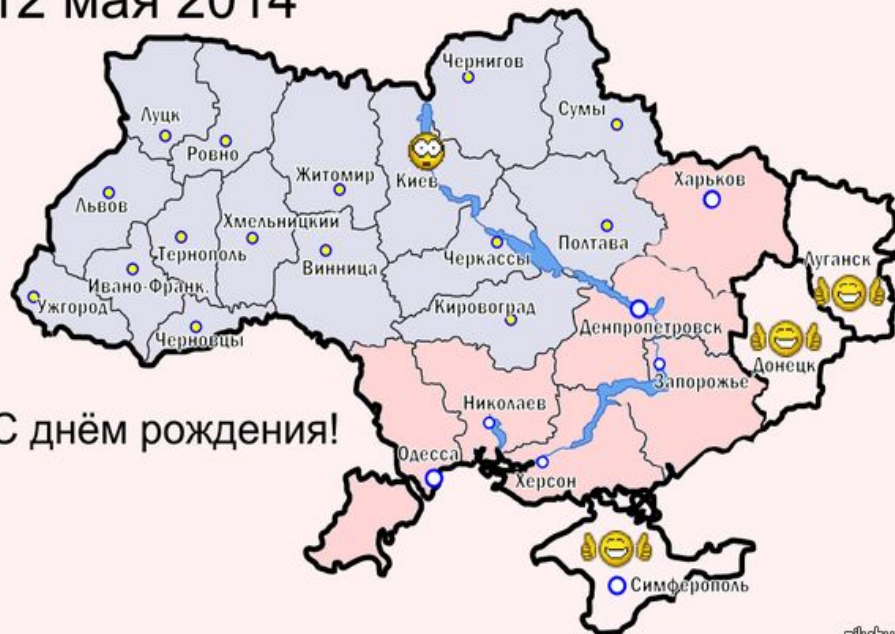 12 мая 2014
Чернигов
Луцк
Сумы
Ровно
Житомир
Киев
Харьков
Львов
Хмельницкий
Тернополь
Черкассы
Полтава
Винница
Луганск
Ивано-Франк.
Ужгород
Кировоград
Денпропетровск
Черновцы
Донецк
Запорожье
Николаев
С днём рождения!
Одесса
Херсон
Симферополь